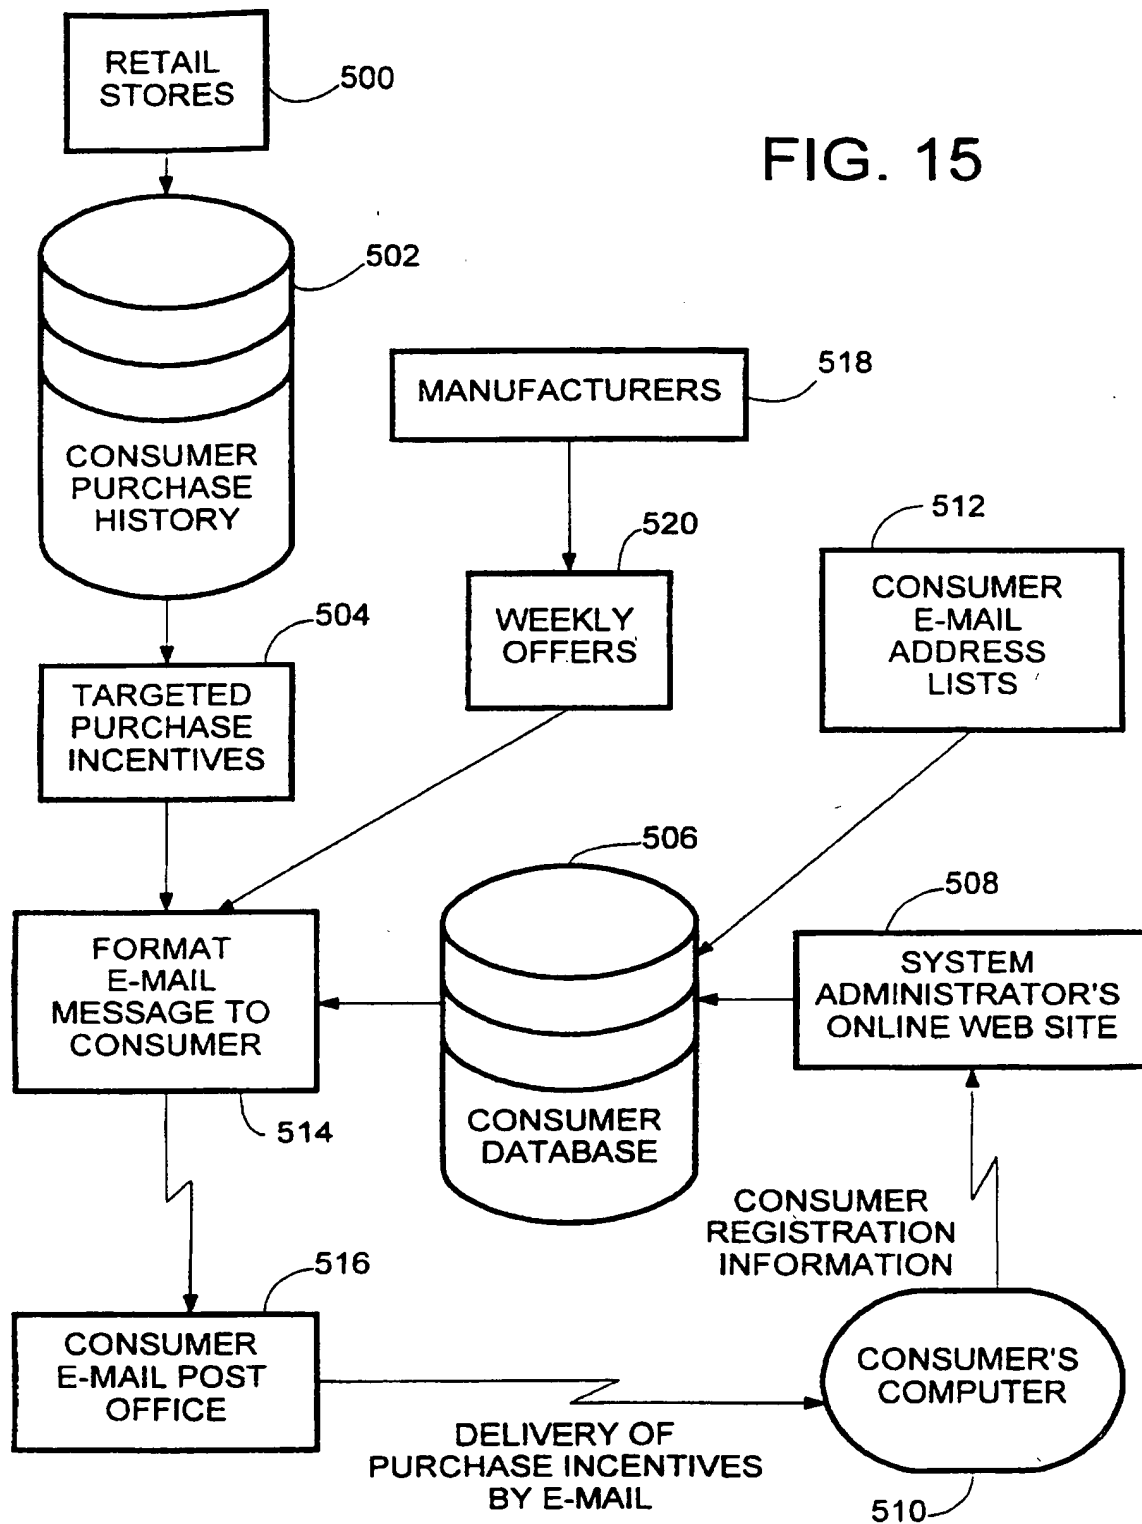 RETAIL
STORES
500
FIG. 15
502
CONSUMER
PURCHASE
HISTORY
MANUFACTURERS
518
520
WEEKLY
OFFERS
512
CONSUMER
E-MAIL
ADDRESS
LISTS
504
TARGETED
PURCHASE
INCENTIVES
506
508
FORMAT
E-MAIL
MESSAGE TO
CONSUMER
514
CONSUMER
DATABASE
SYSTEM
ADMINISTRATOR'S
ONLINE WEB SITE
CONSUMER
REGISTRATION
INFORMATION
516
CONSUMER
E-MAIL POST
OFFICE
DELIVERY OF
PURCHASE INCENTIVES
BY E-MAIL
CONSUMER'S
COMPUTER
510